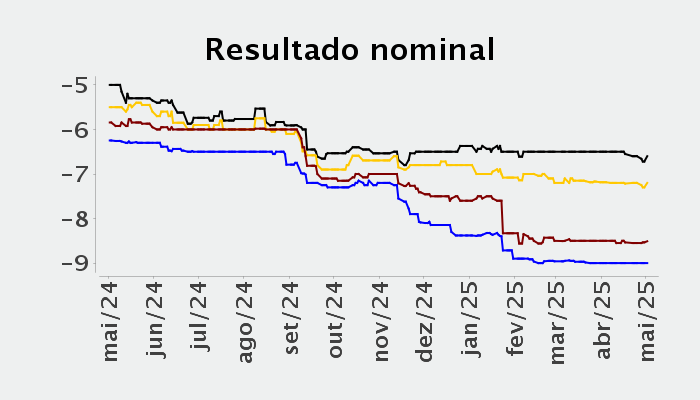 Resultado nominal
−5
−6
−7
−8
−9
mai/24
jun/24
jul/24
ago/24
set/24
out/24
nov/24
dez/24
jan/25
fev/25
mar/25
abr/25
mai/25